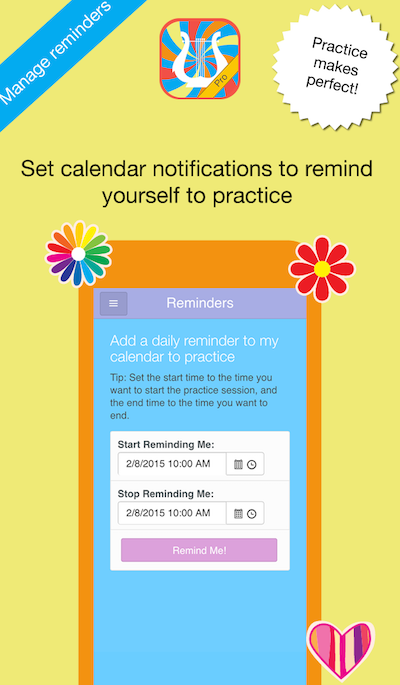 Manage reminders
Pro
Practice
makes
perfect!
Set calendar notifications to remind
yourself to practice
Reminders
Add a daily reminder to my
calendar to practice
Tip: Set the start time to the time you
want to start the practice session, and
the end time to the time you want to
end.
Start Reminding Me:
2/8/2015 10:00 AM
Stop Reminding Me:
2/8/2015 10:00 AM
Remind Me!